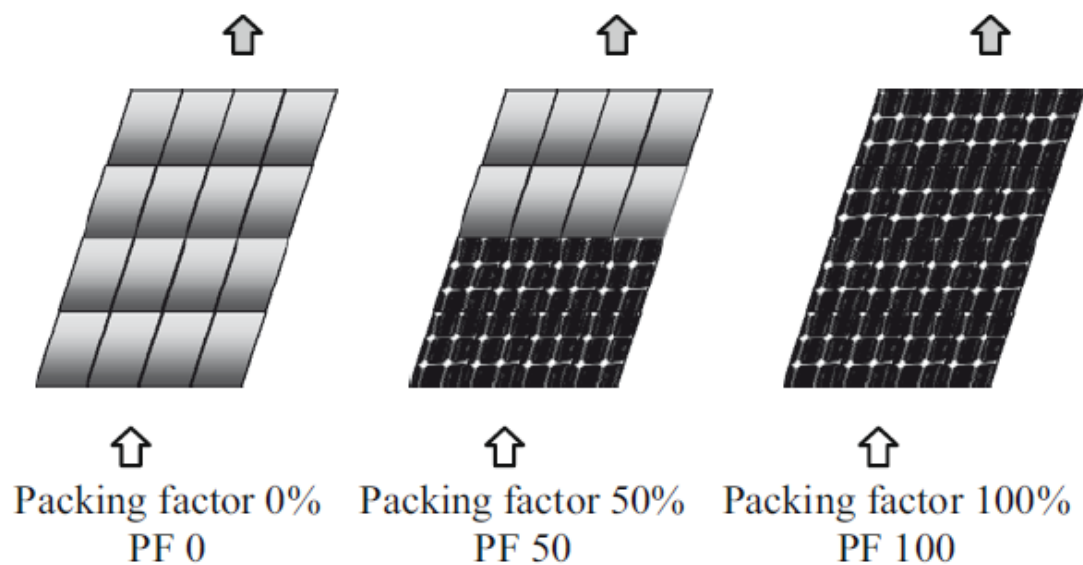 Packing factor 0%
PF 0
Packing factor 50%
PF 50
Packing factor 100%
PF 100